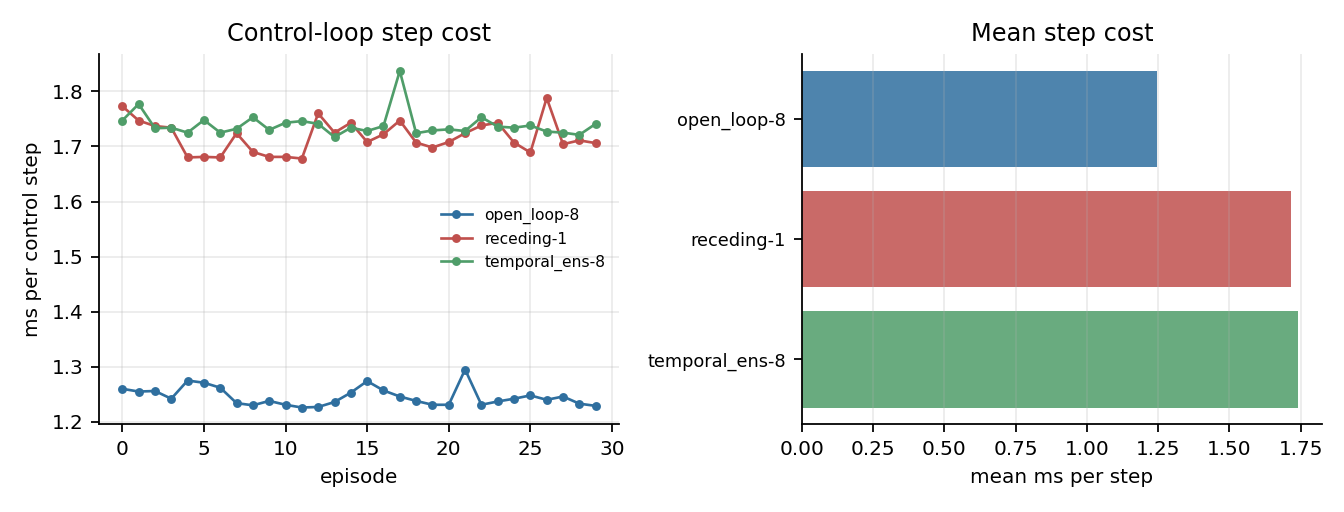 Control-loop step cost
ms per control step
1.8
1.7
1.6
1.5
1.4
1.3
1.2
open_loop-8
receding-1
temporal_ens-8
0 5 10 15 20 25 30
episode
Mean step cost
open_loop-8
receding-1
temporal_ens-8
0.00 0.25 0.50 0.75 1.00 1.25 1.50 1.75
mean ms per step